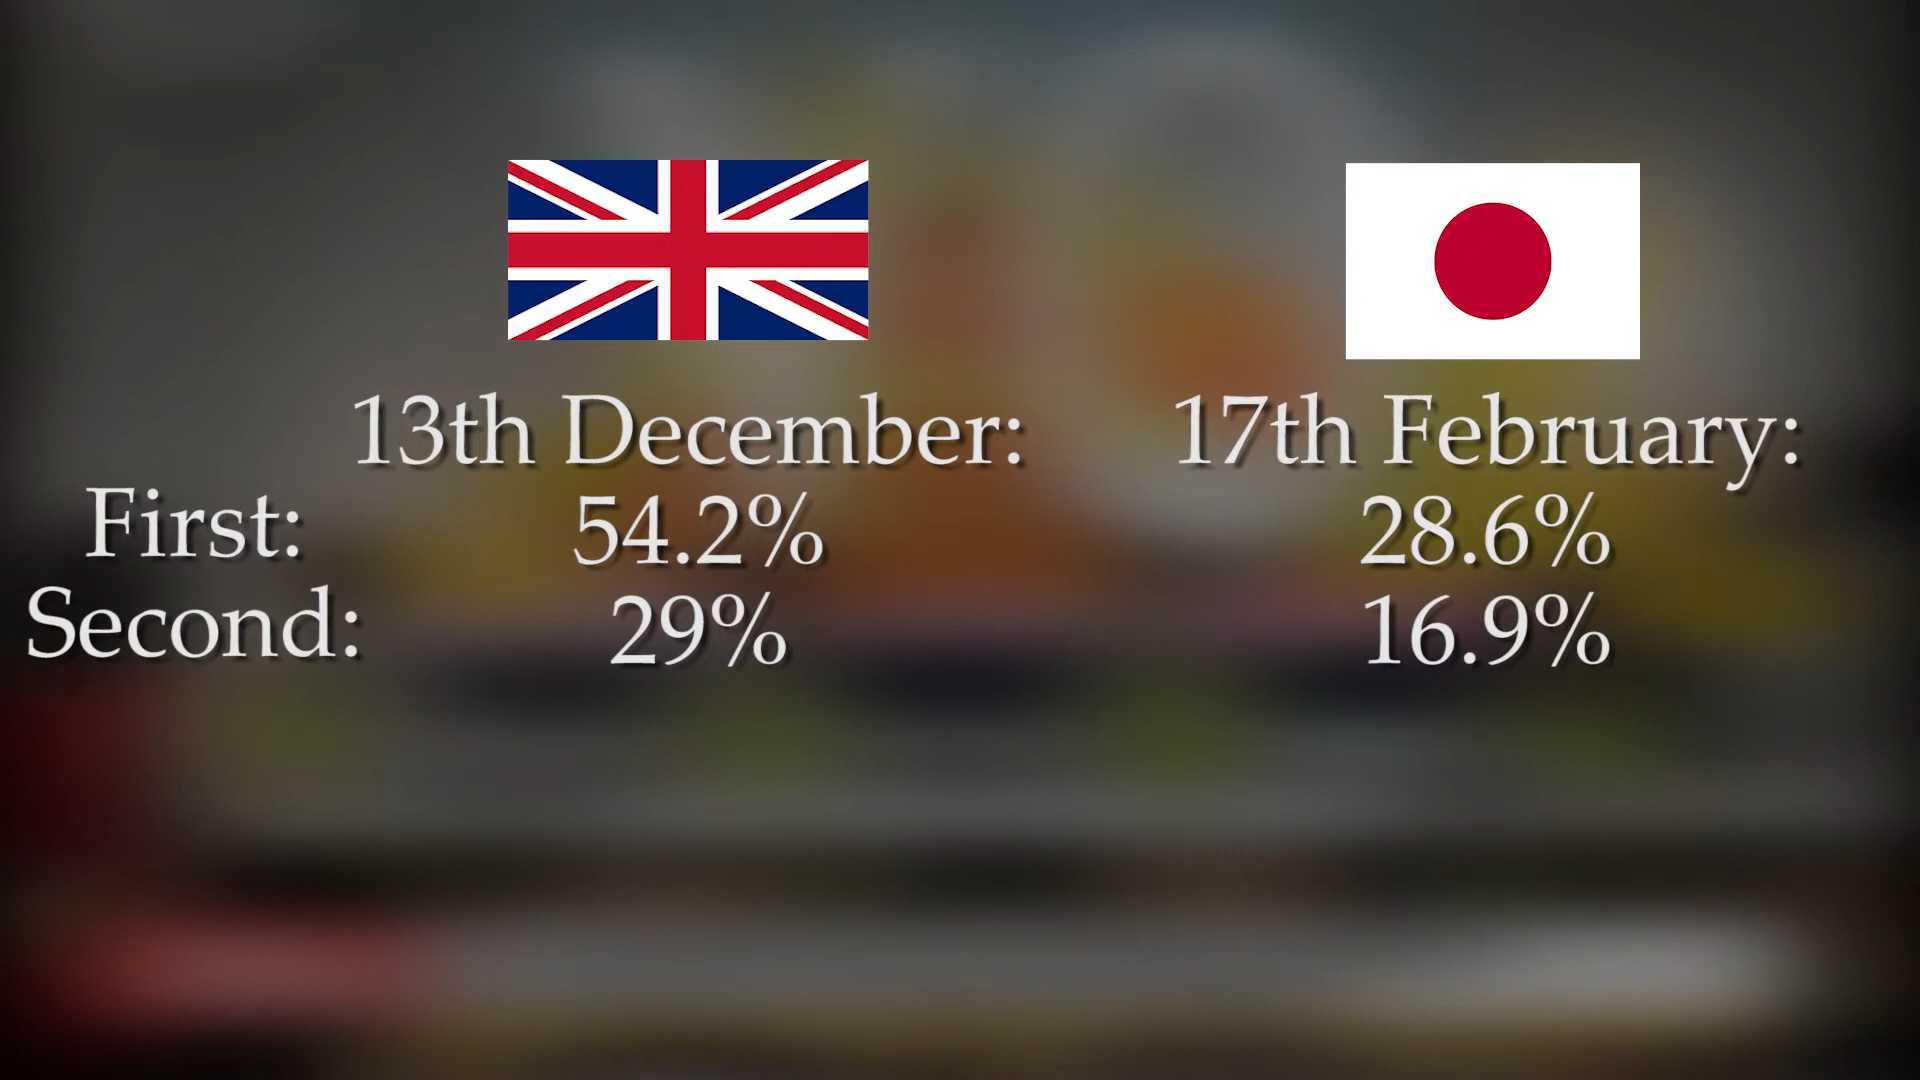 13th December: 17th February:
First: 54.2% 28.6%
Second: 29% 16.9%